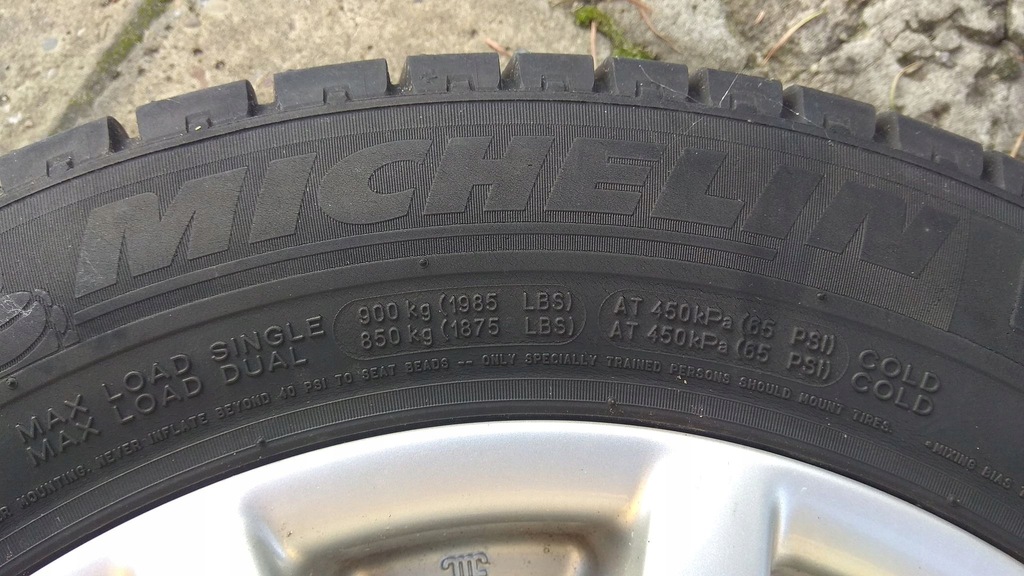 MICHELIN
MAX LOAD SINGLE 900 kg (1985 LBS) AT 450kPa (65 PSI) COLD
MAX LOAD DUAL 850 kg (1875 LBS) AT 450kPa (65 PSI) COLD
MOUNTING, NEVER INFLATE BEYOND 40 PSI TO SEAT BEADS -- ONLY SPECIALLY TRAINED PERSONS SHOULD MOUNT TIRES. •MIXING BIAS